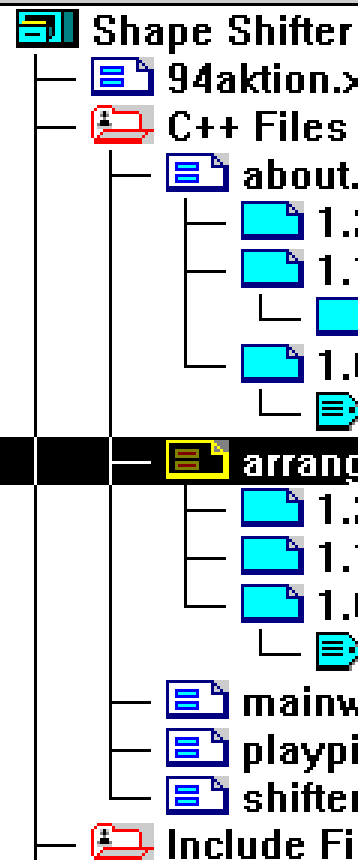 Shape Shifter
94aktion.x
C++ Files
about.
1.
1.
1.
arrang
1.
1.
1.
mainw
playpi
shifter
Include Fi